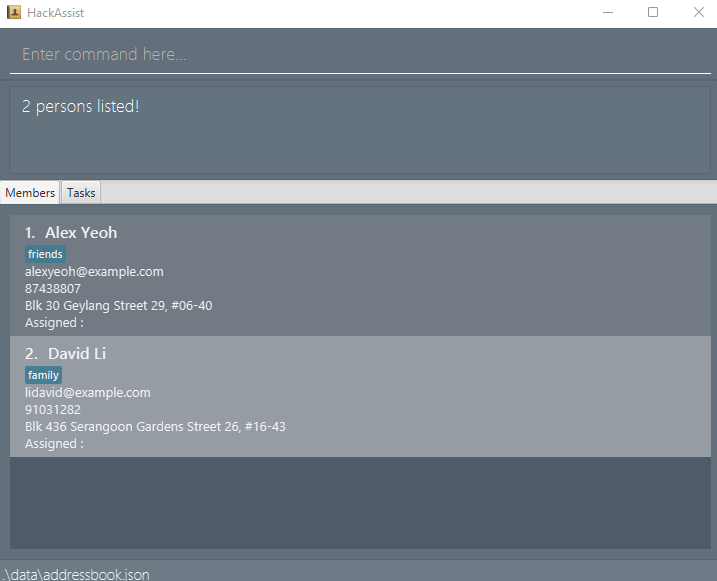 HackAssist
Enter command here...
2 persons listed!
Members Tasks
1. Alex Yeoh
friends
alexyeoh@example.com
87438807
Blk 30 Geylang Street 29, #06-40
Assigned :
2. David Li
family
lidavid@example.com
91031282
Blk 436 Serangoon Gardens Street 26, #16-43
Assigned :
.\data\addressbook.json